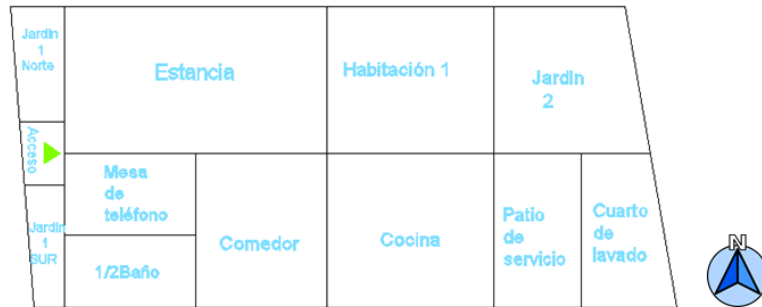 Jardin
1
Norte
Estancia
Habitación 1
Jardin
2
Acceso
Mesa
de
teléfono
Jardin
1
SUR
1/2Baño
Comedor
Cocina
Patio
de
servicio
Cuarto
de
lavado
N